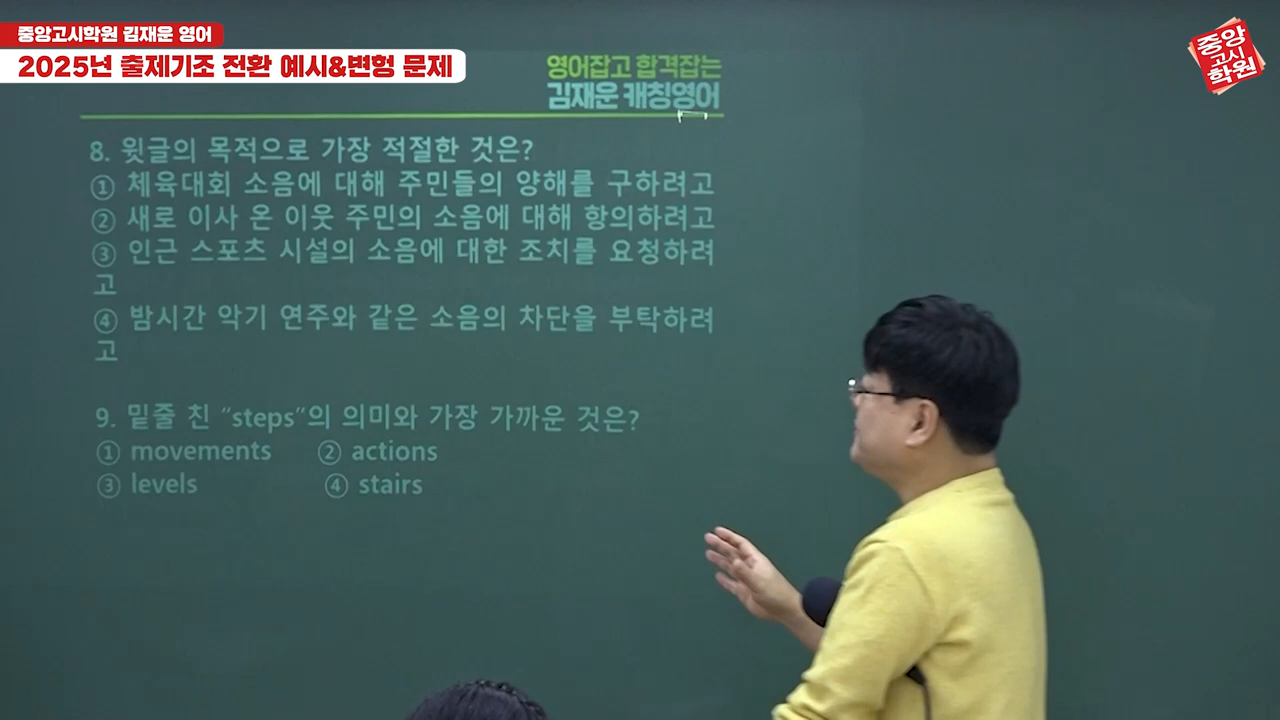 중앙고시학원 김재운 영어
2025년 출제기조 전환 예시&변형 문제
중앙
고시
학원
영어잡고 합격잡는
김재운 캐칭영어
8. 윗글의 목적으로 가장 적절한 것은?
① 체육대회 소음에 대해 주민들의 양해를 구하려고
② 새로 이사 온 이웃 주민의 소음에 대해 항의하려고
③ 인근 스포츠 시설의 소음에 대한 조치를 요청하려
고
④ 밤시간 악기 연주와 같은 소음의 차단을 부탁하려
고
9. 밑줄 친 “steps“의 의미와 가장 가까운 것은?
① movements ② actions
③ levels ④ stairs